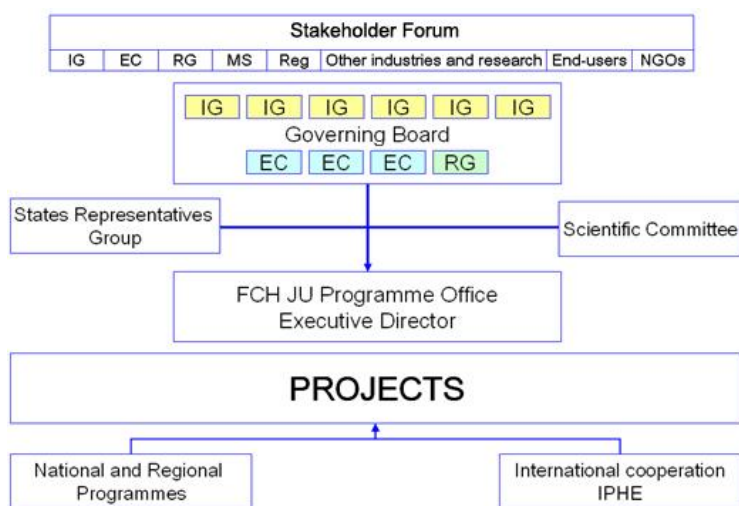 Stakeholder Forum
IG EC RG MS Reg Other industries and research End-users NGOs
IG IG IG IG IG IG
Governing Board
EC EC EC RG
States Representatives
Group
Scientific Committee
FCH JU Programme Office
Executive Director
PROJECTS
National and Regional
Programmes
International cooperation
IPHE